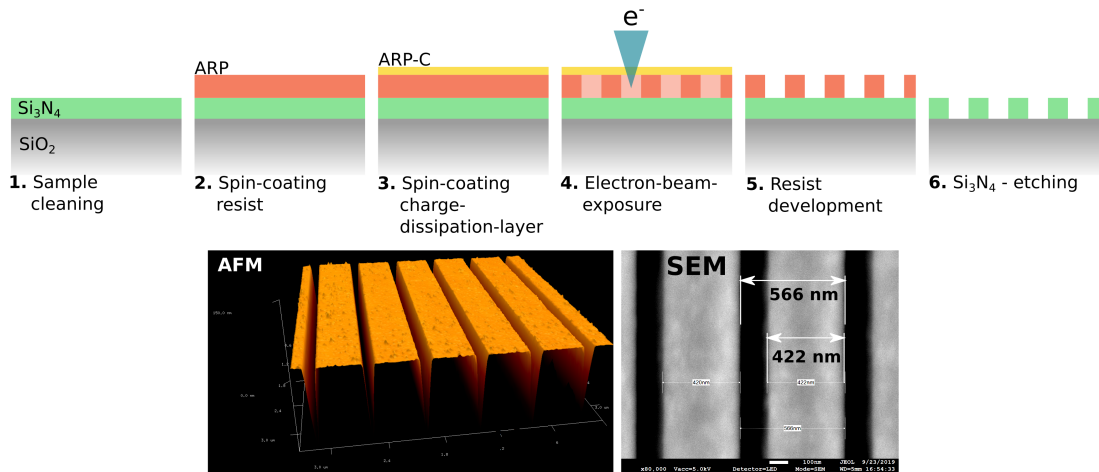 e⁻
ARP
ARP-C
Si₃N₄
SiO₂
1. Sample
cleaning
2. Spin-coating
resist
3. Spin-coating
charge-
dissipation-layer
4. Electron-beam-
exposure
5. Resist
development
6. Si₃N₄ - etching
AFM
SEM
566 nm
422 nm
420nm
422nm
566nm
100nm JEOL 9/23/2019
x80,000 Vacc=5.0kV Detector=LED Mode=SEM WD=5mm 16:54:33